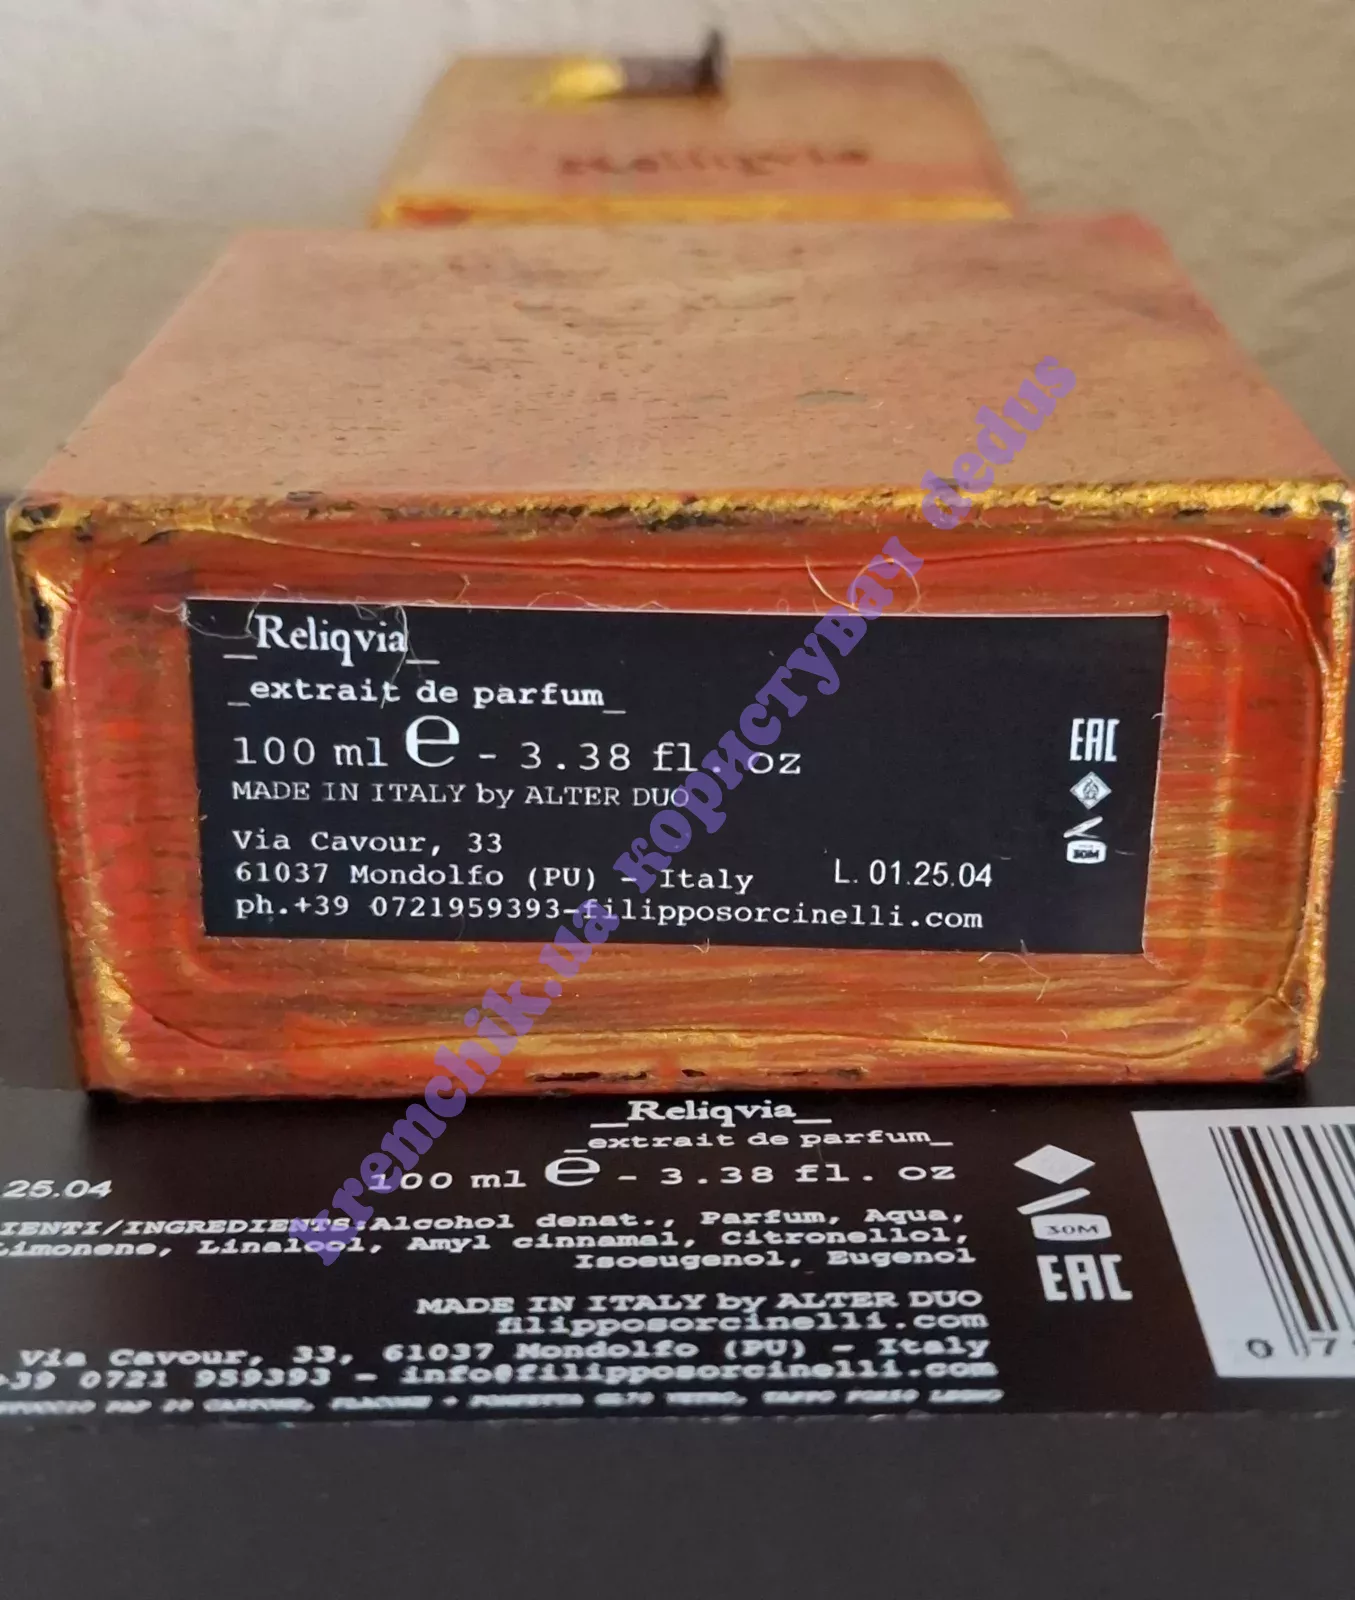 Reliqvia
_Reliqvia_
_extrait de parfum_
100 ml e - 3.38 fl. oz
MADE IN ITALY by ALTER DUO
Via Cavour, 33
61037 Mondolfo (PU) - Italy
L. 01.25.04
ph.+39 0721959393-filipposorcinelli.com
EAC
30M
kremchik.ua користувач dedus
_Reliqvia_
_extrait de parfum_
100 ml e - 3.38 fl. oz
25.04
IENTI/INGREDIENTS:Alcohol denat., Parfum, Aqua,
Limonene, Linalool, Amyl cinnamal, Citronellol,
Isoeugenol, Eugenol
MADE IN ITALY by ALTER DUO
filipposorcinelli.com
Via Cavour, 33, 61037 Mondolfo (PU) - Italy
+39 0721 959393 - info@filipposorcinelli.com
30M
EAC
0 7